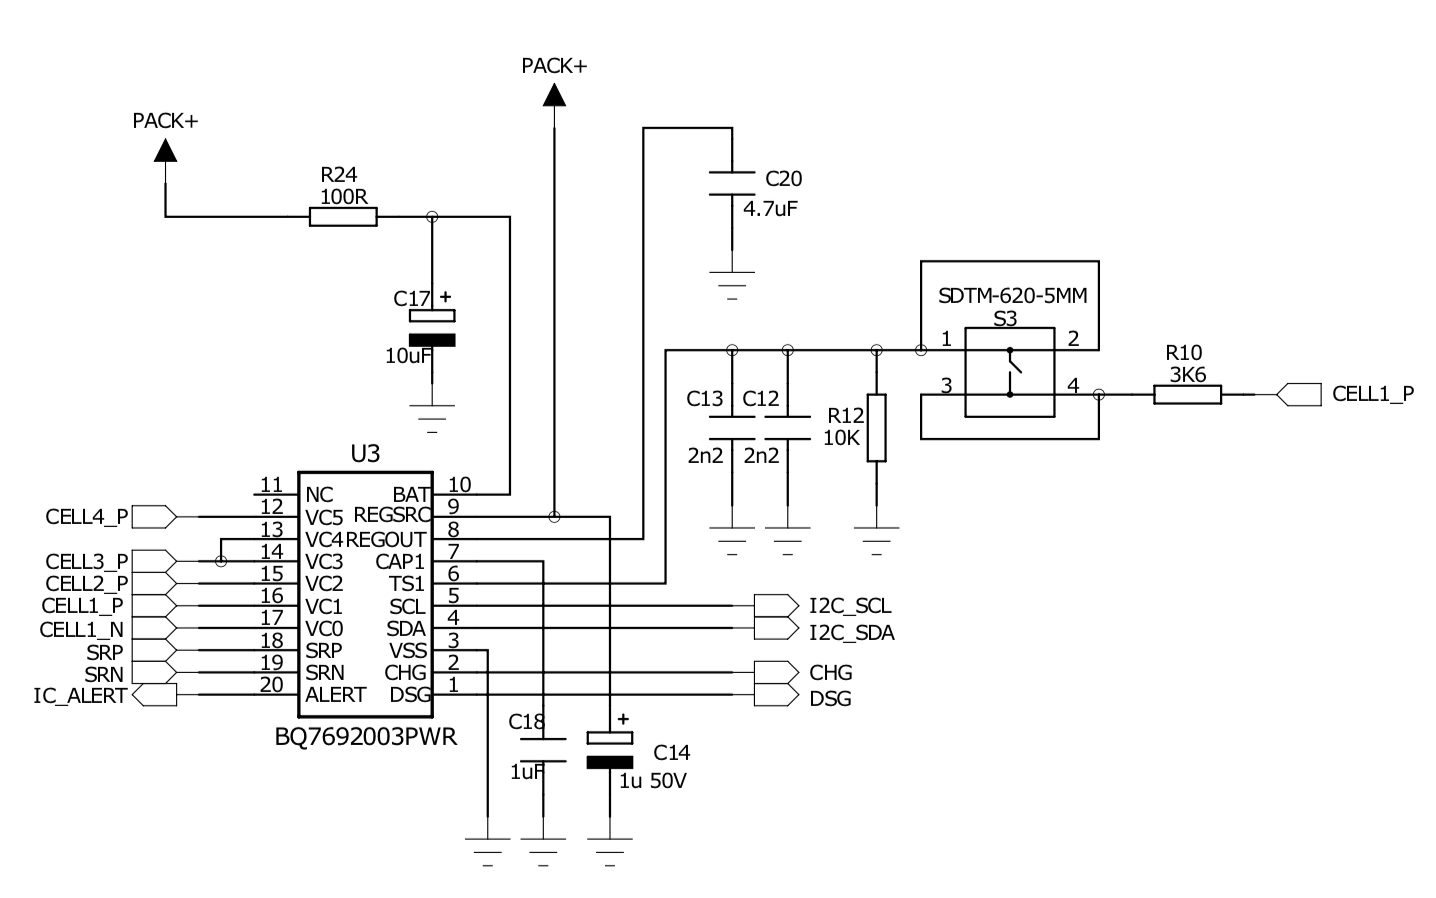 PACK+
PACK+
R24
100R
C20
4.7uF
C17 +
10uF
SDTM-620-5MM
S3
1 2
3 4
R10
3K6
CELL1_P
C13 C12
2n2 2n2
R12
10K
U3
11 NC BAT 10
CELL4_P 12 VC5 REGSRC 9
13 VC4 REGOUT 8
CELL3_P 14 VC3 CAP1 7
CELL2_P 15 VC2 TS1 6
CELL1_P 16 VC1 SCL 5 I2C_SCL
CELL1_N 17 VC0 SDA 4 I2C_SDA
SRP 18 SRP VSS 3
SRN 19 SRN CHG 2 CHG
IC_ALERT 20 ALERT DSG 1 DSG
BQ7692003PWR
C18
1uF
+
C14
1u 50V